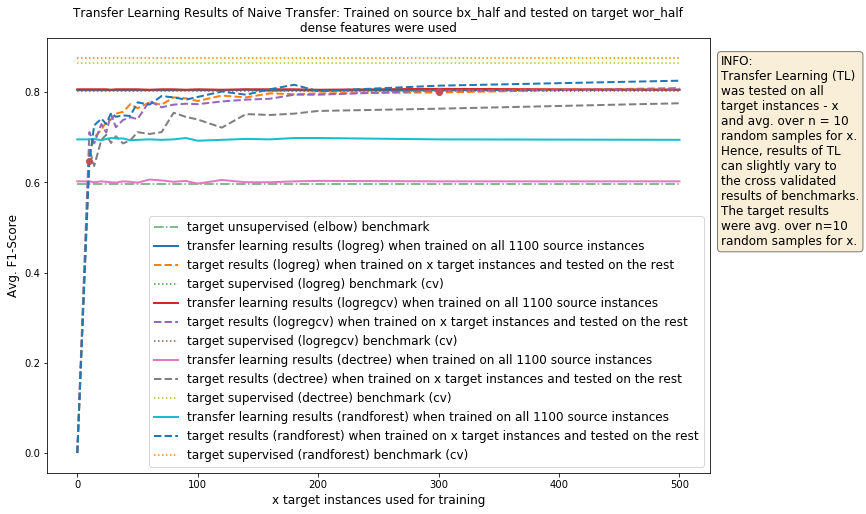 Transfer Learning Results of Naive Transfer: Trained on source bx_half and tested on target wor_half
dense features were used
INFO:
Transfer Learning (TL)
was tested on all
target instances - x
and avg. over n = 10
random samples for x.
Hence, results of TL
can slightly vary to
the cross validated
results of benchmarks.
The target results
were avg. over n=10
random samples for x.
Avg. F1-Score
0.8
0.6
0.4
0.2
0.0
target unsupervised (elbow) benchmark
transfer learning results (logreg) when trained on all 1100 source instances
target results (logreg) when trained on x target instances and tested on the rest
target supervised (logreg) benchmark (cv)
transfer learning results (logregcv) when trained on all 1100 source instances
target results (logregcv) when trained on x target instances and tested on the rest
target supervised (logregcv) benchmark (cv)
transfer learning results (dectree) when trained on all 1100 source instances
target results (dectree) when trained on x target instances and tested on the rest
target supervised (dectree) benchmark (cv)
transfer learning results (randforest) when trained on all 1100 source instances
target results (randforest) when trained on x target instances and tested on the rest
target supervised (randforest) benchmark (cv)
0 100 200 300 400 500
x target instances used for training